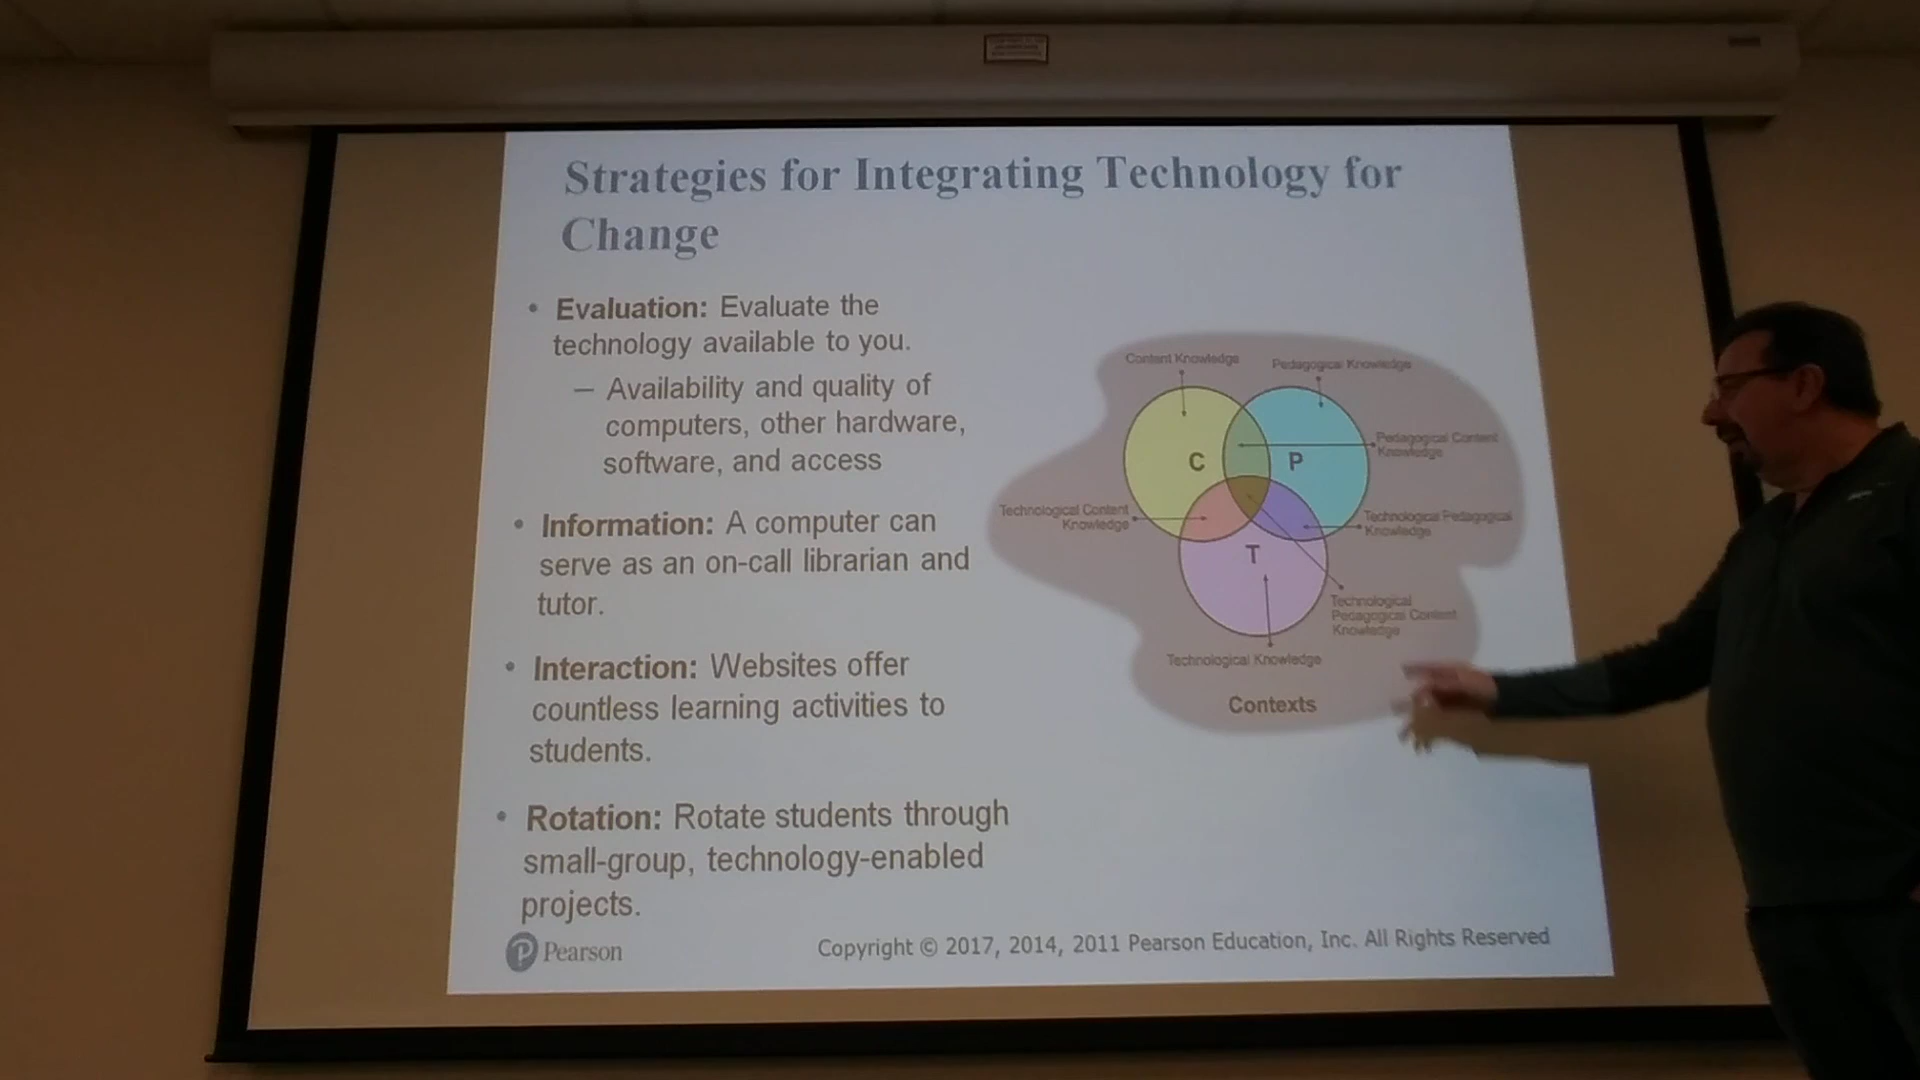 Strategies for Integrating Technology for
Change
• Evaluation: Evaluate the
technology available to you.
– Availability and quality of
computers, other hardware,
software, and access
• Information: A computer can
serve as an on-call librarian and
tutor.
• Interaction: Websites offer
countless learning activities to
students.
• Rotation: Rotate students through
small-group, technology-enabled
projects.
Content Knowledge
Pedagogical Knowledge
C
P
Pedagogical Content
Knowledge
Technological Content
Knowledge
Technological Pedagogical
Knowledge
T
Technological
Pedagogical Content
Knowledge
Technological Knowledge
Contexts
P Pearson
Copyright © 2017, 2014, 2011 Pearson Education, Inc. All Rights Reserved